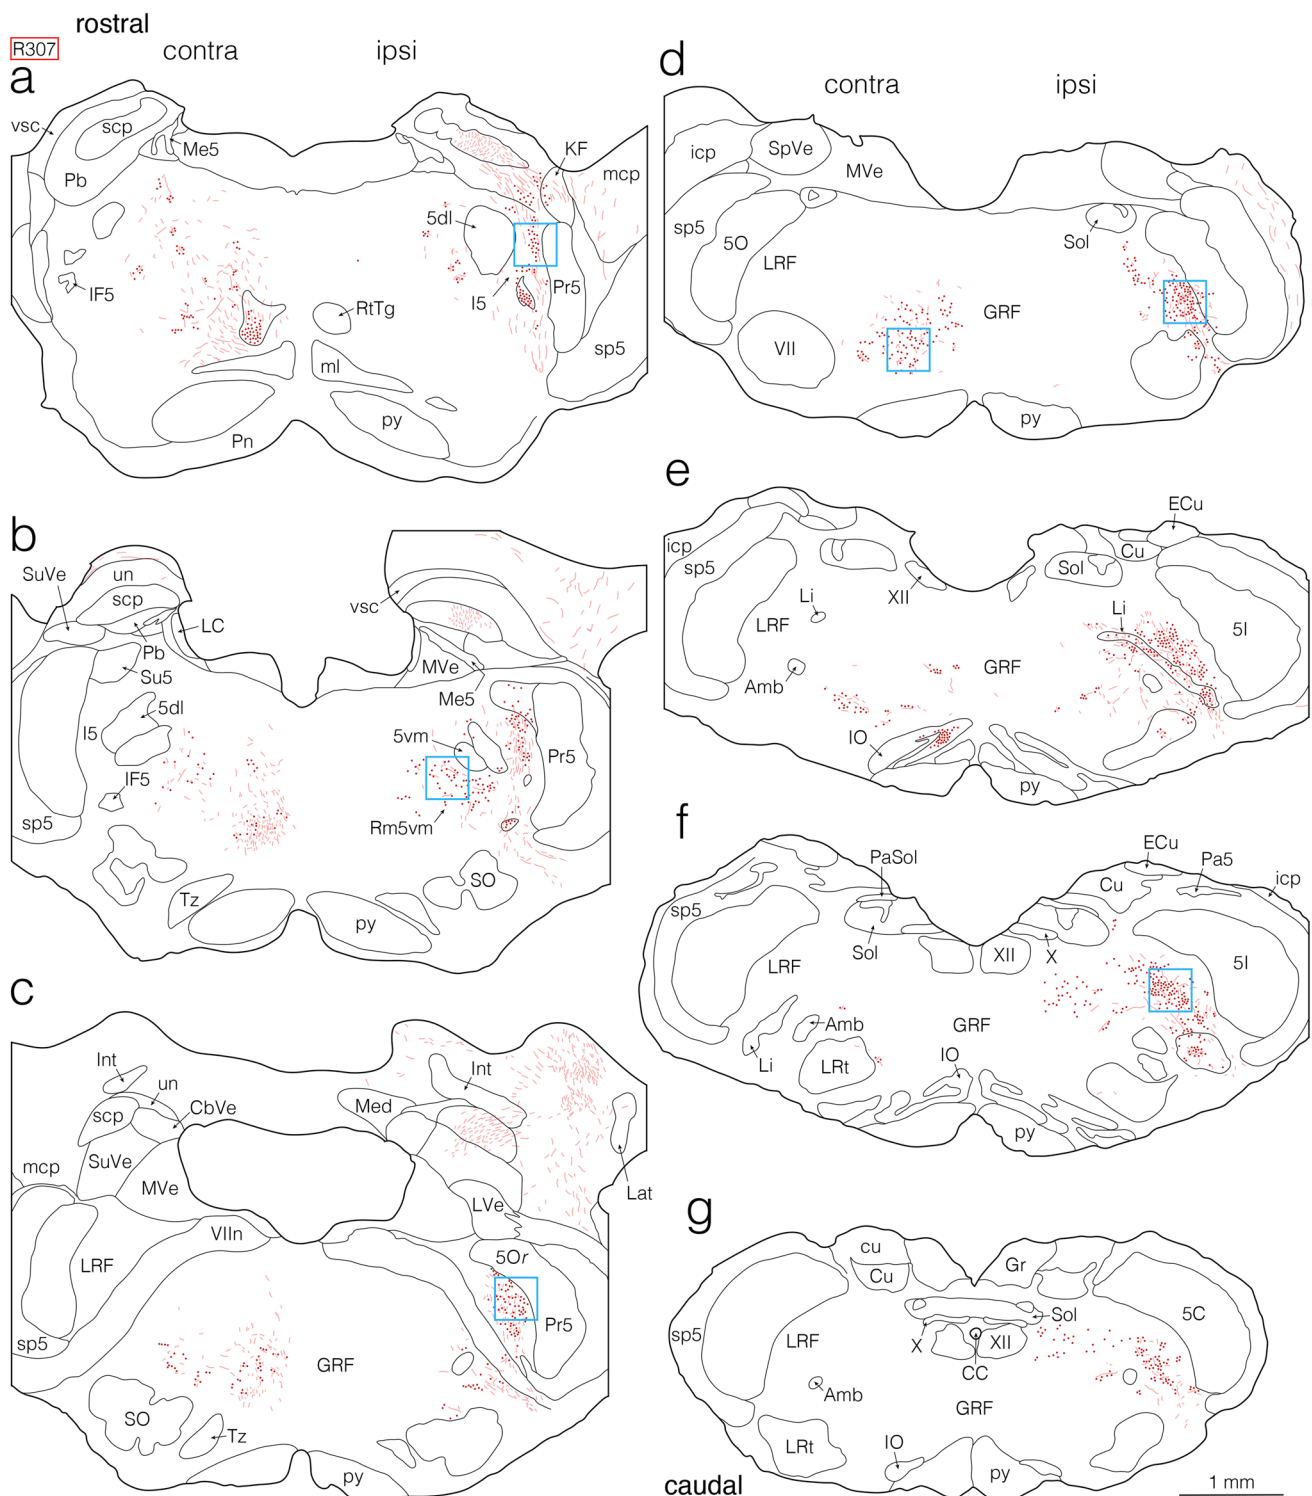 rostral
R307
contra
ipsi
a
vsc
scp
Me5
Pb
IF5
KF
mcp
5dl
I5
Pr5
RtTg
sp5
ml
py
Pn
d
contra
ipsi
icp
SpVe
MVe
sp5
5O
LRF
Sol
GRF
VII
py
b
SuVe
un
scp
vsc
LC
Pb
Su5
MVe
Me5
5dl
I5
5vm
Pr5
IF5
Rm5vm
sp5
SO
Tz
py
e
ECu
icp
sp5
Cu
Sol
XII
Li
LRF
Li
5I
Amb
GRF
IO
py
f
PaSol
ECu
Pa5
icp
Cu
sp5
Sol
XII
X
LRF
5I
Amb
GRF
Li
LRt
IO
py
c
Int
un
scp
CbVe
Int
Med
SuVe
mcp
MVe
Lat
LVe
VIIn
LRF
5Or
Pr5
sp5
GRF
SO
Tz
py
g
cu
Cu
Gr
Sol
5C
sp5
LRF
X
XII
CC
Amb
GRF
LRt
IO
py
caudal
1 mm